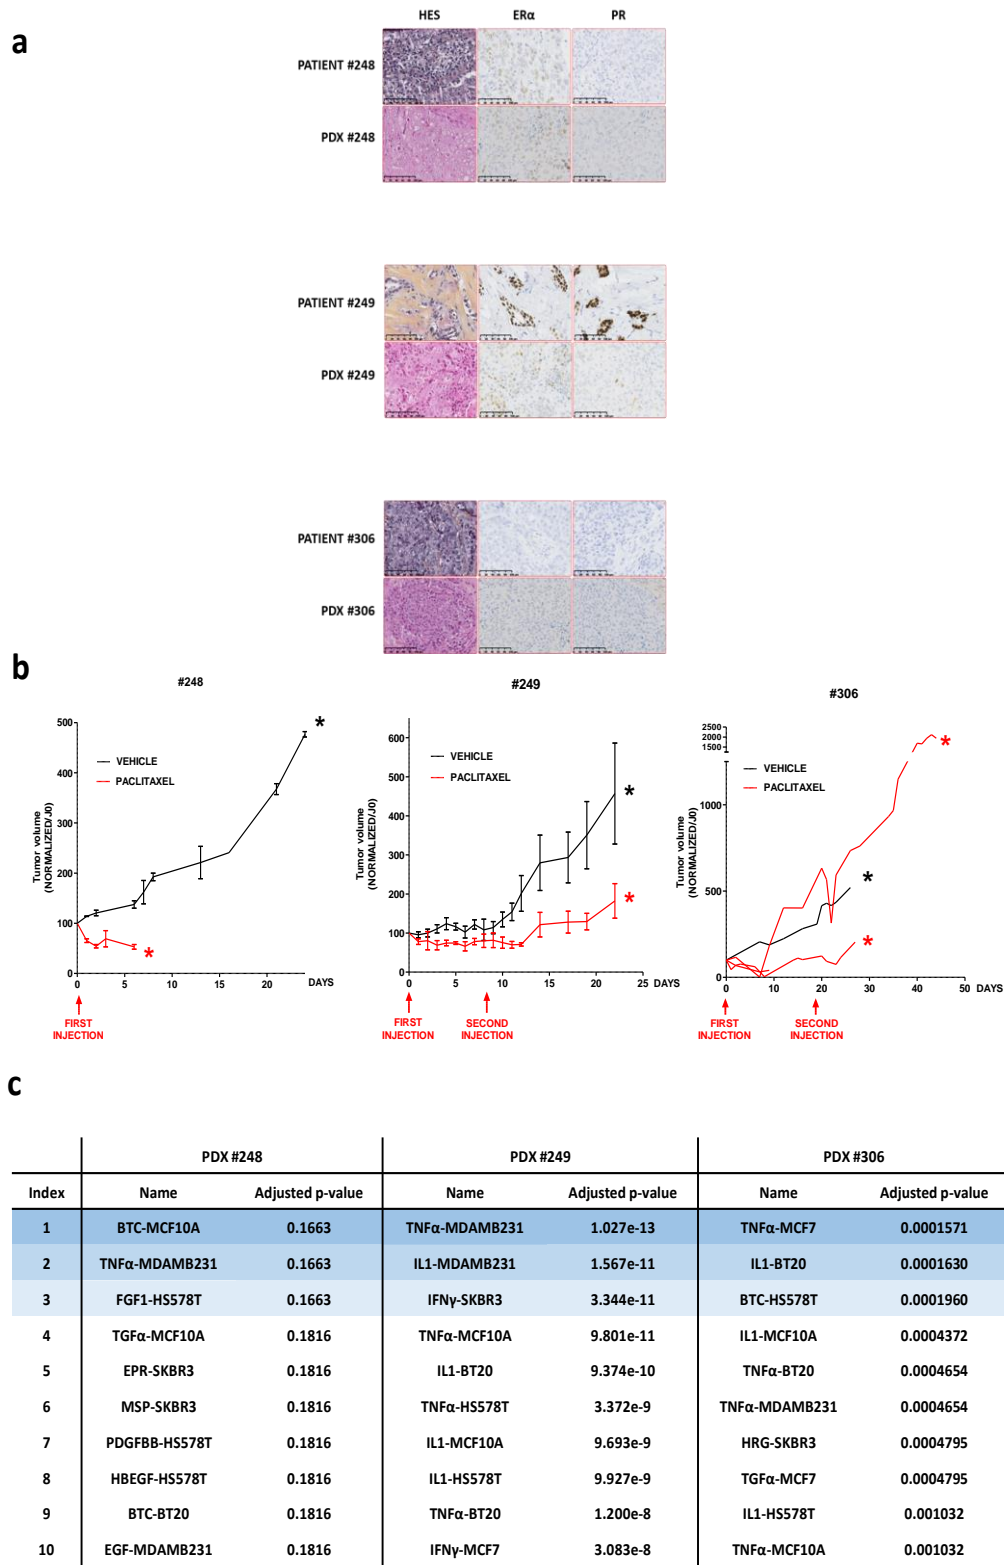 a
HES ERα PR
PATIENT #248
PDX #248
PATIENT #249
PDX #249
PATIENT #306
PDX #306
b
#248
Tumor volume
(NORMALIZED/J0)
500
400
300
200
100
0
VEHICLE
PACLITAXEL
*
*
0 5 10 15 20 DAYS
FIRST
INJECTION
#249
Tumor volume
(NORMALIZED/J0)
600
500
400
300
200
100
0
VEHICLE
PACLITAXEL
*
*
0 5 10 15 20 25 DAYS
FIRST
INJECTION
SECOND
INJECTION
#306
Tumor volume
(NORMALIZED/J0)
2500
2000
1500
1000
500
0
VEHICLE
PACLITAXEL
*
*
*
0 10 20 30 40 50 DAYS
FIRST
INJECTION
SECOND
INJECTION
c
PDX #248 PDX #249 PDX #306
Index Name Adjusted p-value Name Adjusted p-value Name Adjusted p-value
1 BTC-MCF10A 0.1663 TNFα-MDAMB231 1.027e-13 TNFα-MCF7 0.0001571
2 TNFα-MDAMB231 0.1663 IL1-MDAMB231 1.567e-11 IL1-BT20 0.0001630
3 FGF1-HS578T 0.1663 IFNγ-SKBR3 3.344e-11 BTC-HS578T 0.0001960
4 TGFα-MCF10A 0.1816 TNFα-MCF10A 9.801e-11 IL1-MCF10A 0.0004372
5 EPR-SKBR3 0.1816 IL1-BT20 9.374e-10 TNFα-BT20 0.0004654
6 MSP-SKBR3 0.1816 TNFα-HS578T 3.372e-9 TNFα-MDAMB231 0.0004654
7 PDGFBB-HS578T 0.1816 IL1-MCF10A 9.693e-9 HRG-SKBR3 0.0004795
8 HBEGF-HS578T 0.1816 IL1-HS578T 9.927e-9 TGFα-MCF7 0.0004795
9 BTC-BT20 0.1816 TNFα-BT20 1.200e-8 IL1-HS578T 0.001032
10 EGF-MDAMB231 0.1816 IFNγ-MCF7 3.083e-8 TNFα-MCF10A 0.001032